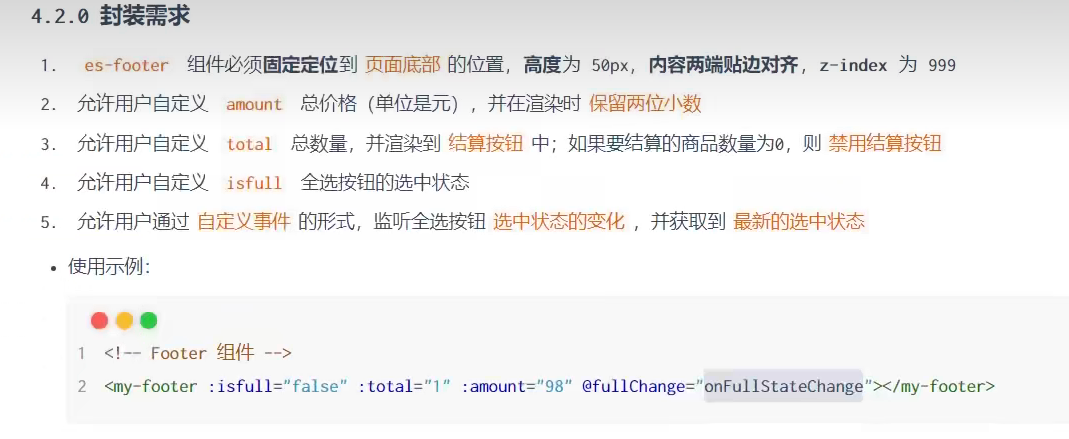 4.2.0 封装需求
1. es-footer 组件必须固定定位到 页面底部 的位置，高度为 50px，内容两端贴边对齐，z-index 为 999
2. 允许用户自定义 amount 总价格（单位是元），并在渲染时 保留两位小数
3. 允许用户自定义 total 总数量，并渲染到 结算按钮 中；如果要结算的商品数量为0，则 禁用结算按钮
4. 允许用户自定义 isfull 全选按钮的选中状态
5. 允许用户通过 自定义事件 的形式，监听全选按钮 选中状态的变化 ，并获取到 最新的选中状态
• 使用示例：
1 <!-- Footer 组件 -->
2 <my-footer :isfull="false" :total="1" :amount="98" @fullChange="onFullStateChange"></my-footer>